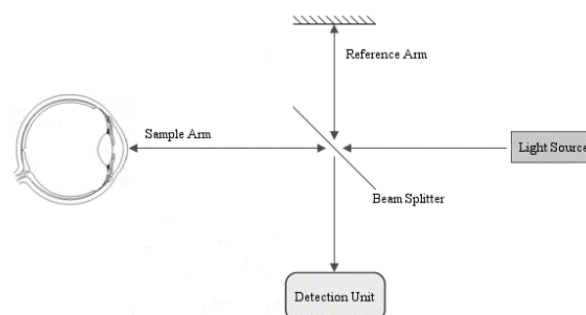 Reference Arm
Sample Arm
Light Source
Beam Splitter
Detection Unit